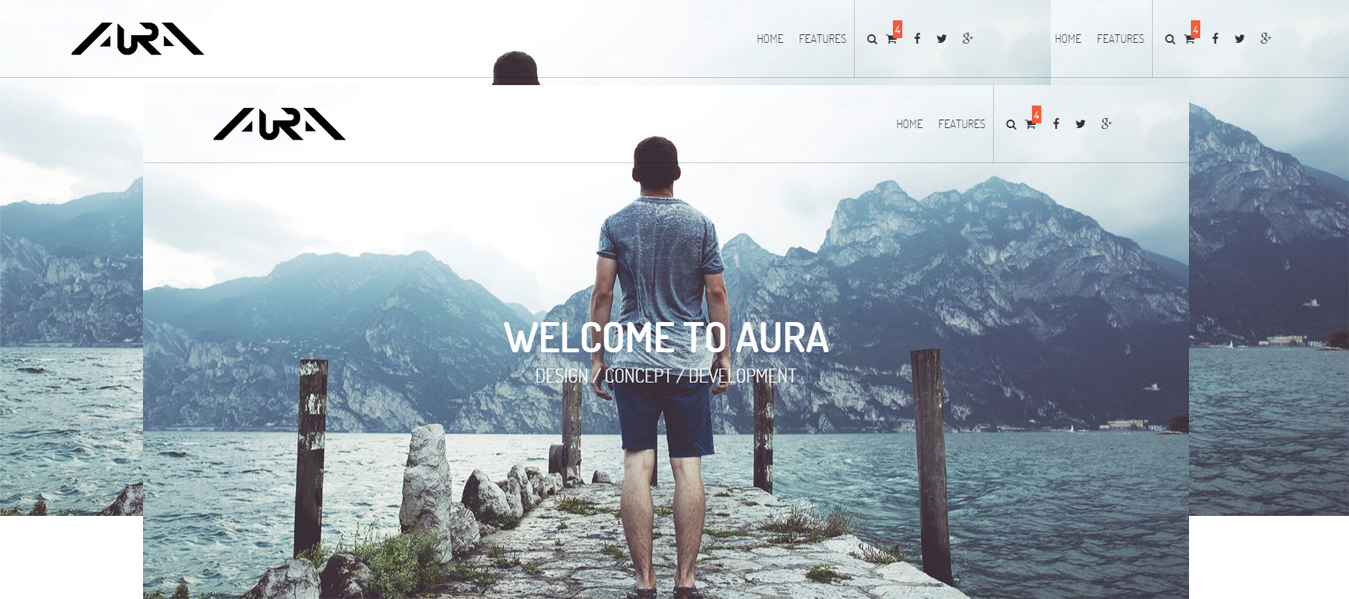 AURA
HOME FEATURES 4
HOME FEATURES 4
AURA
HOME FEATURES 4
WELCOME TO AURA
DESIGN / CONCEPT / DEVELOPMENT